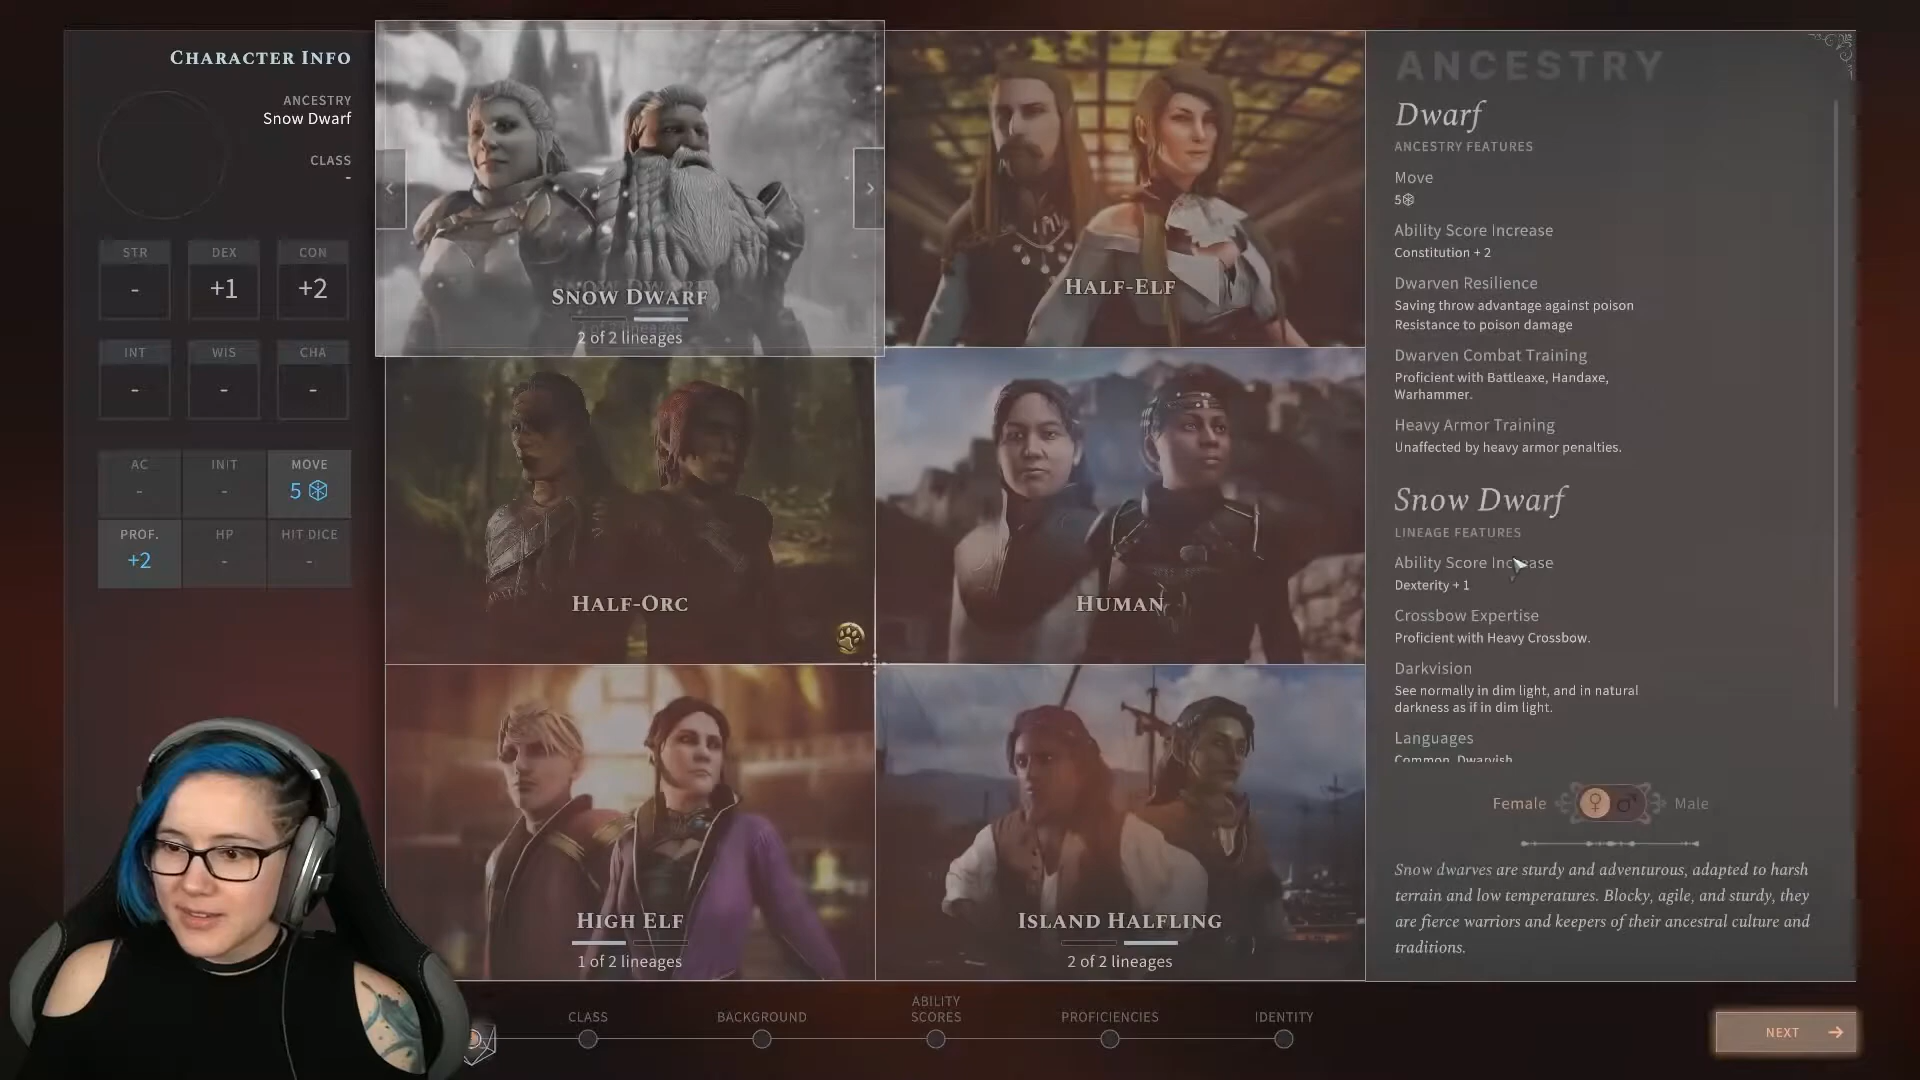 CHARACTER INFO
ANCESTRY
Snow Dwarf
CLASS
-
STR
DEX
CON
-
+1
+2
INT
WIS
CHA
-
-
-
AC
INIT
MOVE
-
-
5
PROF.
HP
HIT DICE
+2
-
-
SNOW DWARF
2 of 2 lineages
HALF-ELF
HALF-ORC
HUMAN
HIGH ELF
1 of 2 lineages
ISLAND HALFLING
2 of 2 lineages
ANCESTRY
Dwarf
ANCESTRY FEATURES
Move
5
Ability Score Increase
Constitution + 2
Dwarven Resilience
Saving throw advantage against poison
Resistance to poison damage
Dwarven Combat Training
Proficient with Battleaxe, Handaxe,
Warhammer.
Heavy Armor Training
Unaffected by heavy armor penalties.
Snow Dwarf
LINEAGE FEATURES
Ability Score Increase
Dexterity + 1
Crossbow Expertise
Proficient with Heavy Crossbow.
Darkvision
See normally in dim light, and in natural
darkness as if in dim light.
Languages
Common, Dwarvish
Female
Male
Snow dwarves are sturdy and adventurous, adapted to harsh
terrain and low temperatures. Blocky, agile, and sturdy, they
are fierce warriors and keepers of their ancestral culture and
traditions.
CLASS
BACKGROUND
ABILITY
SCORES
PROFICIENCIES
IDENTITY
NEXT